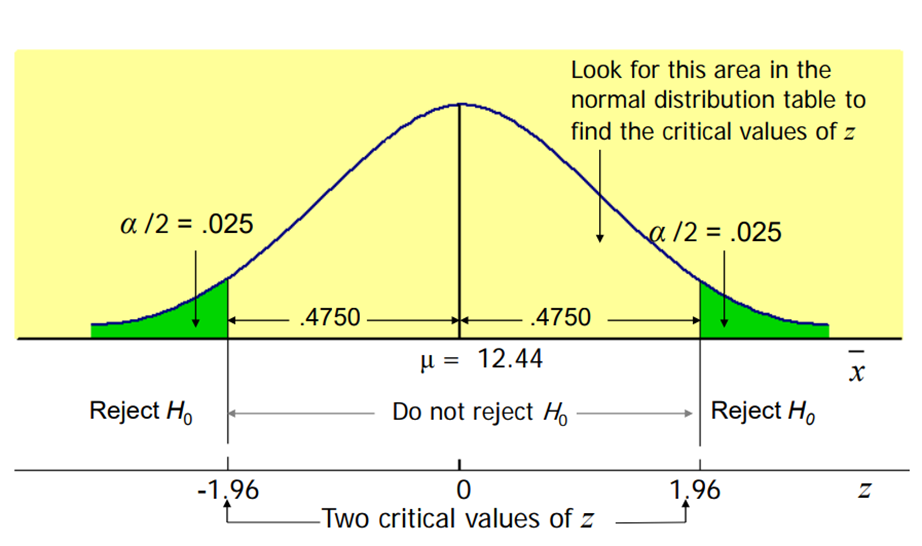 Look for this area in the
normal distribution table to
find the critical values of z
α /2 = .025
α /2 = .025
.4750
.4750
μ = 12.44
x̅
Reject H₀
Do not reject H₀
Reject H₀
-1.96
0
1.96
z
Two critical values of z